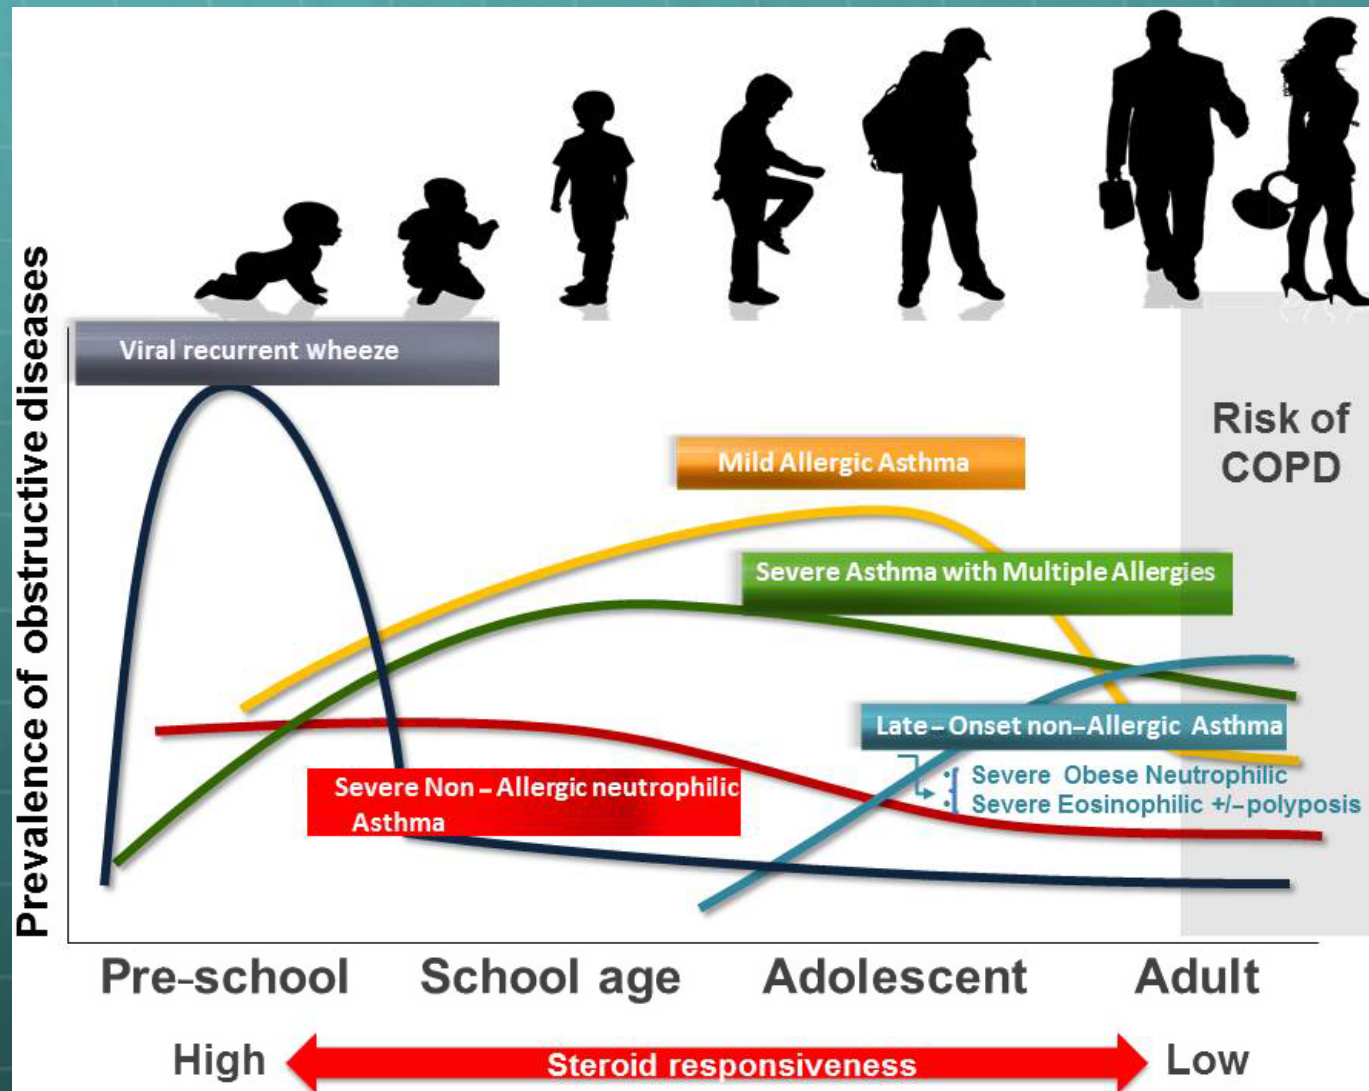 Prevalence of obstructive diseases
Viral recurrent wheeze
Mild Allergic Asthma
Risk of
COPD
Severe Asthma with Multiple Allergies
Late – Onset non–Allergic Asthma
• Severe Obese Neutrophilic
• Severe Eosinophilic +/–polyposis
Severe Non – Allergic neutrophilic
Asthma
Pre-school School age Adolescent Adult
High Steroid responsiveness Low